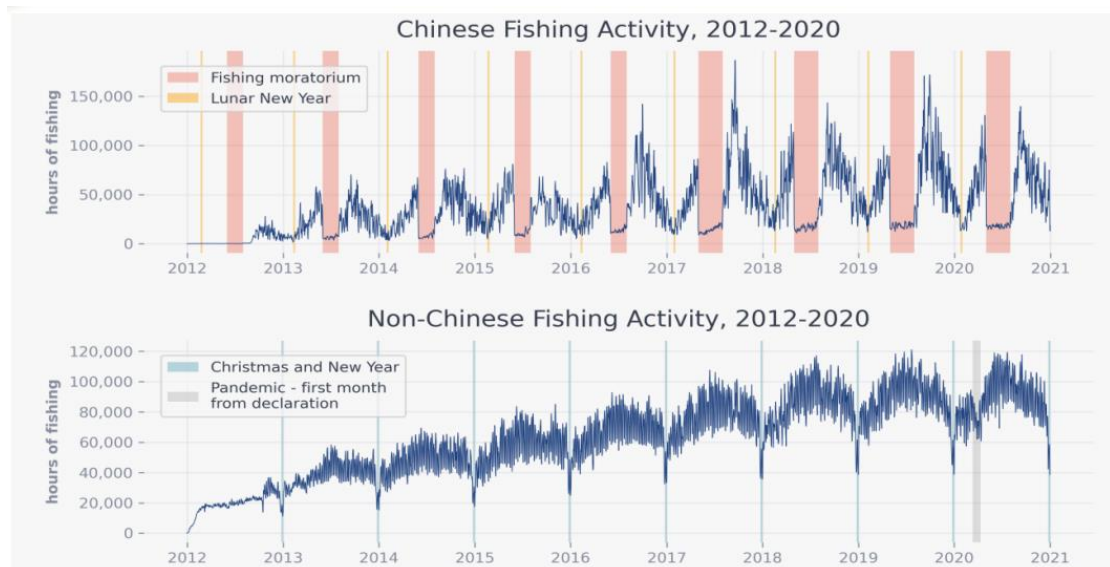 Chinese Fishing Activity, 2012-2020
hours of fishing
150,000
100,000
50,000
0
Fishing moratorium
Lunar New Year
2012 2013 2014 2015 2016 2017 2018 2019 2020 2021
Non-Chinese Fishing Activity, 2012-2020
hours of fishing
120,000
100,000
80,000
60,000
40,000
20,000
0
Christmas and New Year
Pandemic - first month
from declaration
2012 2013 2014 2015 2016 2017 2018 2019 2020 2021